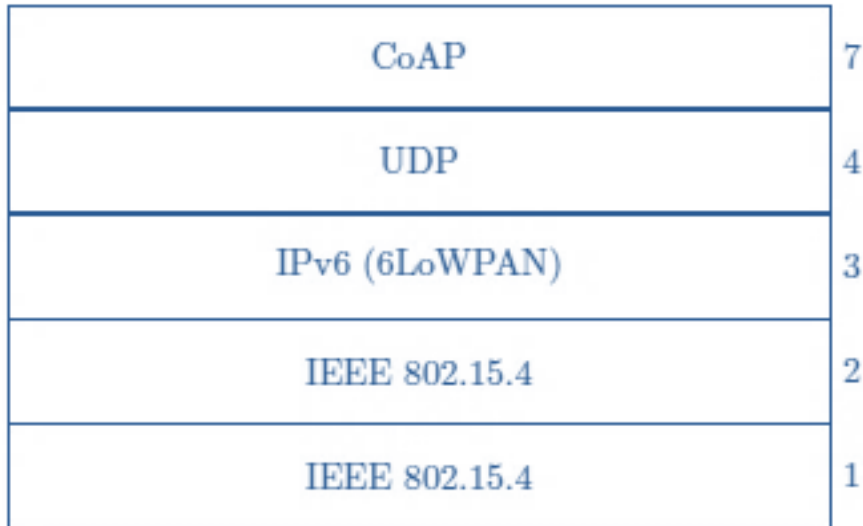 CoAP 7
UDP 4
IPv6 (6LoWPAN) 3
IEEE 802.15.4 2
IEEE 802.15.4 1